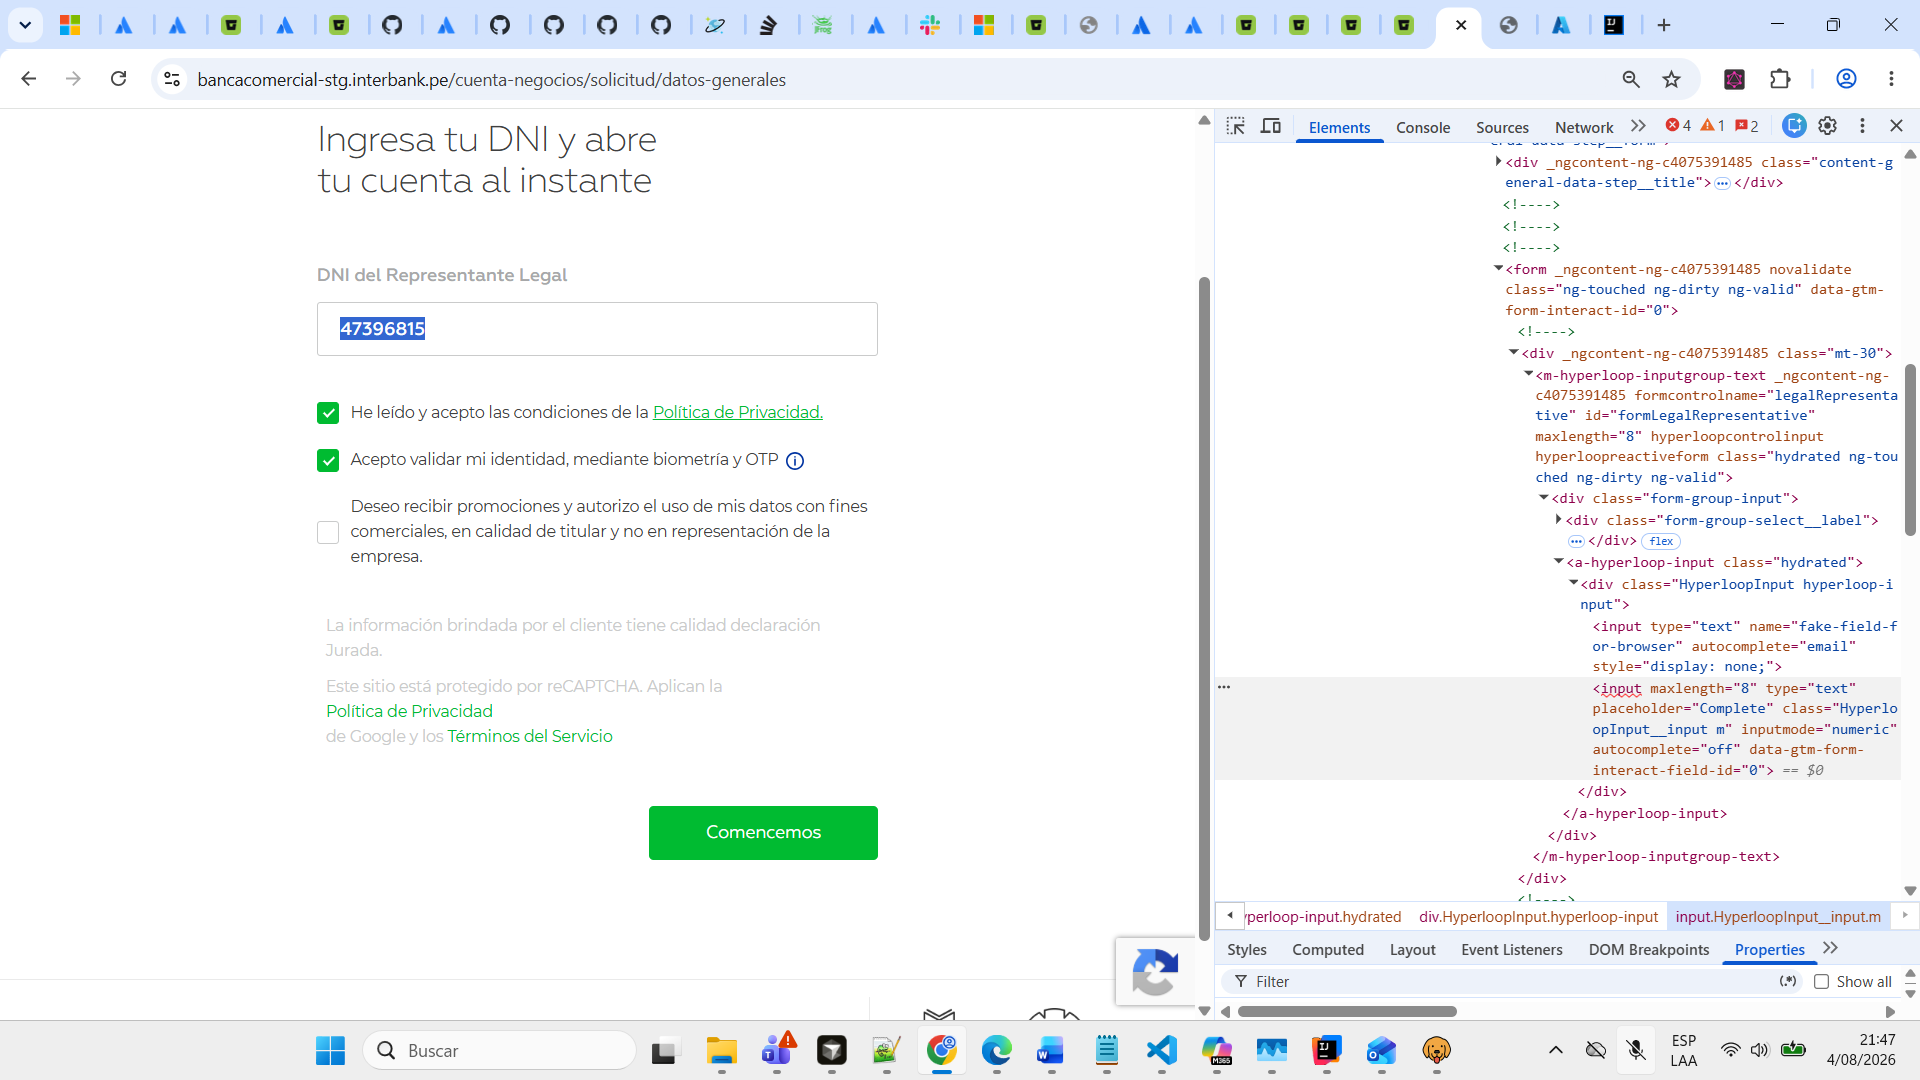 bancacomercial-stg.interbank.pe/cuenta-negocios/solicitud/datos-generales
Ingresa tu DNI y abre
tu cuenta al instante
DNI del Representante Legal
47396815
He leído y acepto las condiciones de la Política de Privacidad.
Acepto validar mi identidad, mediante biometría y OTP
Deseo recibir promociones y autorizo el uso de mis datos con fines
comerciales, en calidad de titular y no en representación de la
empresa.
La información brindada por el cliente tiene calidad declaración
Jurada.
Este sitio está protegido por reCAPTCHA. Aplican la
Política de Privacidad
de Google y los Términos del Servicio
Comencemos
Elements Console Sources Network 4 1 2
<div _ngcontent-ng-c4075391485 class="content-g
eneral-data-step__title"> </div>
<!---->
<!---->
<!---->
<form _ngcontent-ng-c4075391485 novalidate
class="ng-touched ng-dirty ng-valid" data-gtm-
form-interact-id="0">
<!---->
<div _ngcontent-ng-c4075391485 class="mt-30">
<m-hyperloop-inputgroup-text _ngcontent-ng-
c4075391485 formcontrolname="legalRepresenta
tive" id="formLegalRepresentative"
maxlength="8" hyperloopcontrolinput
hyperloopreactiveform class="hydrated ng-tou
ched ng-dirty ng-valid">
<div class="form-group-input">
<div class="form-group-select__label">
</div> flex
<a-hyperloop-input class="hydrated">
<div class="HyperloopInput hyperloop-i
nput">
<input type="text" name="fake-field-f
or-browser" autocomplete="email"
style="display: none;">
<input maxlength="8" type="text"
placeholder="Complete" class="Hyperlo
opInput__input m" inputmode="numeric"
autocomplete="off" data-gtm-form-
interact-field-id="0"> == $0
</div>
</a-hyperloop-input>
</div>
</m-hyperloop-inputgroup-text>
</div>
yperloop-input.hydrated div.HyperloopInput.hyperloop-input input.HyperloopInput__input.m
Styles Computed Layout Event Listeners DOM Breakpoints Properties
Filter (.*) Show all
Buscar
ESP
LAA
21:47
4/08/2026